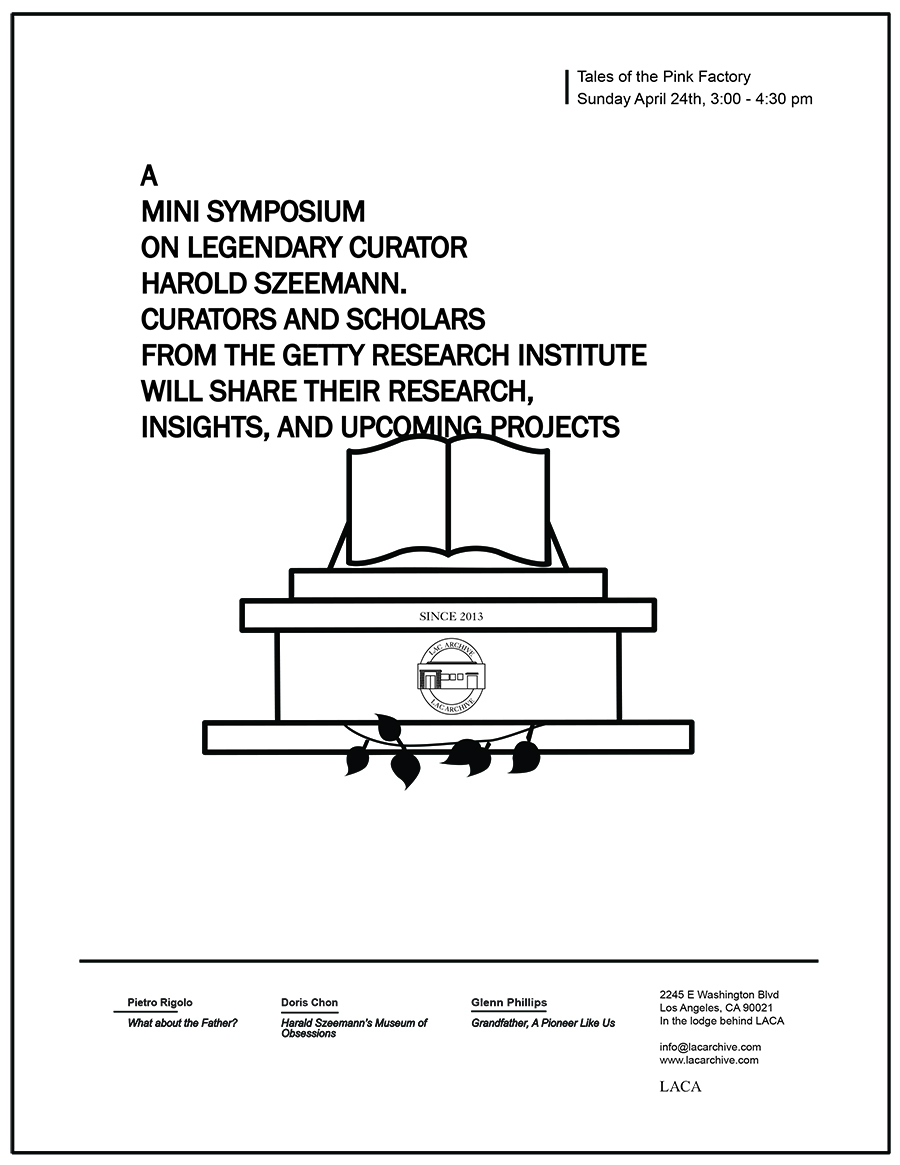 Tales of the Pink Factory
Sunday April 24th, 3:00 - 4:30 pm
A
MINI SYMPOSIUM
ON LEGENDARY CURATOR
HAROLD SZEEMANN.
CURATORS AND SCHOLARS
FROM THE GETTY RESEARCH INSTITUTE
WILL SHARE THEIR RESEARCH,
INSIGHTS, AND UPCOMING PROJECTS
SINCE 2013
LAC ARCHIVE
LAC ARCHIVE
Pietro Rigolo
What about the Father?
Doris Chon
Harald Szeemann's Museum of
Obsessions
Glenn Phillips
Grandfather, A Pioneer Like Us
2245 E Washington Blvd
Los Angeles, CA 90021
In the lodge behind LACA
info@lacarchive.com
www.lacarchive.com
LACA